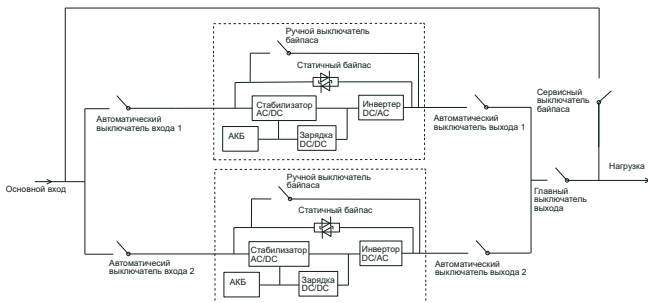 Ручной выключатель
байпаса
Статичный байпас
Стабилизатор
AC/DC
Инвертер
DC/AC
АКБ
Зарядка
DC/DC
Автоматический
выключатель входа 1
Автоматический
выключатель выхода 1
Сервисный
выключатель
байпаса
Основной вход
Нагрузка
Главный
выключатель
выхода
Ручной выключатель
байпаса
Статичный байпас
Стабилизатор
AC/DC
Инвертор
DC/AC
АКБ
Зарядка
DC/DC
Автоматичесий
выключатель входа 2
Автоматический
выключатель выхода 2